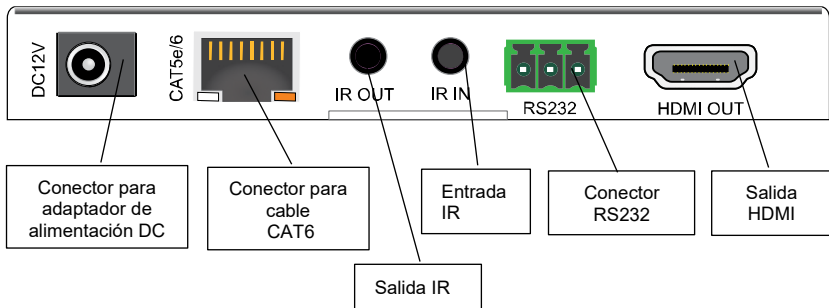 DC12V
CAT5e/6
IR OUT
IR IN
RS232
HDMI OUT
Conector para
adaptador de
alimentación DC
Conector para
cable
CAT6
Entrada
IR
Conector
RS232
Salida
HDMI
Salida IR